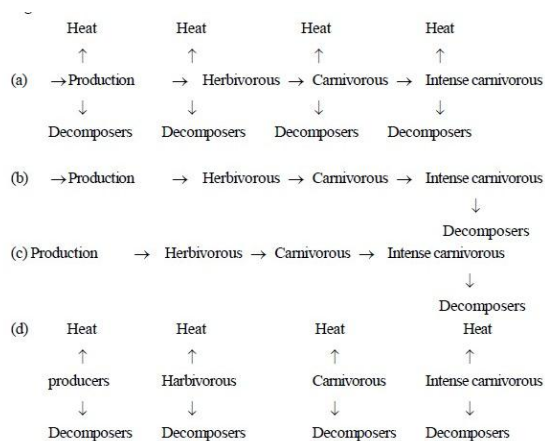 Heat Heat Heat Heat
↑ ↑ ↑ ↑
(a) →Production → Herbivorous → Carnivorous → Intense carnivorous
↓ ↓ ↓ ↓
Decomposers Decomposers Decomposers Decomposers
(b) →Production → Herbivorous → Carnivorous → Intense carnivorous
↓
Decomposers
(c) Production → Herbivorous → Carnivorous → Intense carnivorous
↓
Decomposers
(d) Heat Heat Heat Heat
↑ ↑ ↑ ↑
producers Harbivorous Carnivorous Intense carnivorous
↓ ↓ ↓ ↓
Decomposers Decomposers Decomposers Decomposers